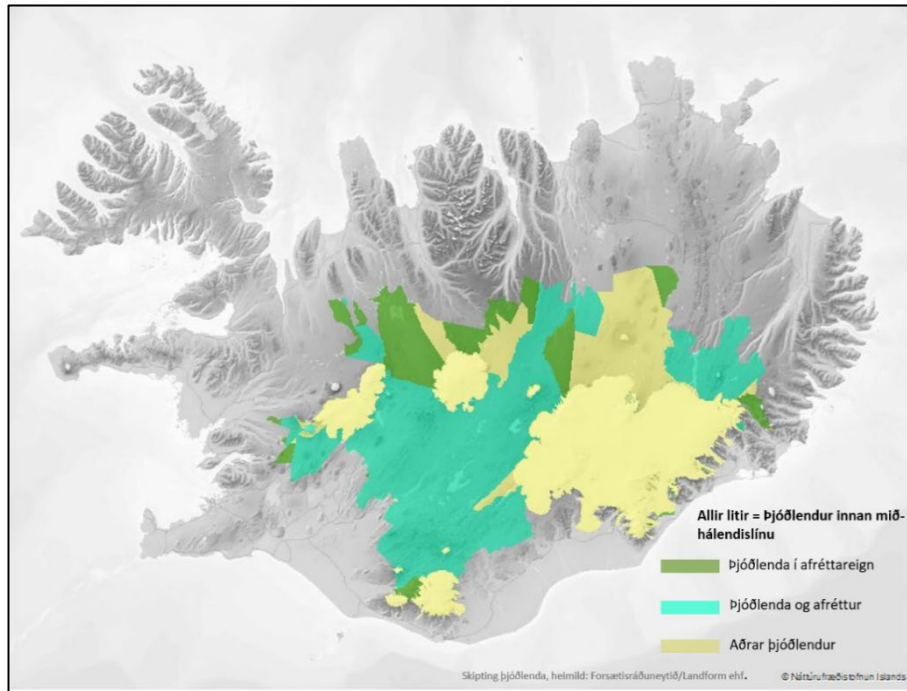 Allir litir = Þjóðlendur innan mið-
hálendislínu
Þjóðlenda í afréttareign
Þjóðlenda og afréttur
Aðrar þjóðlendur
Skipting þjóðlenda, heimild: Forsætisráðuneytið/Landform ehf.
© Náttúrufræðistofnun Íslands